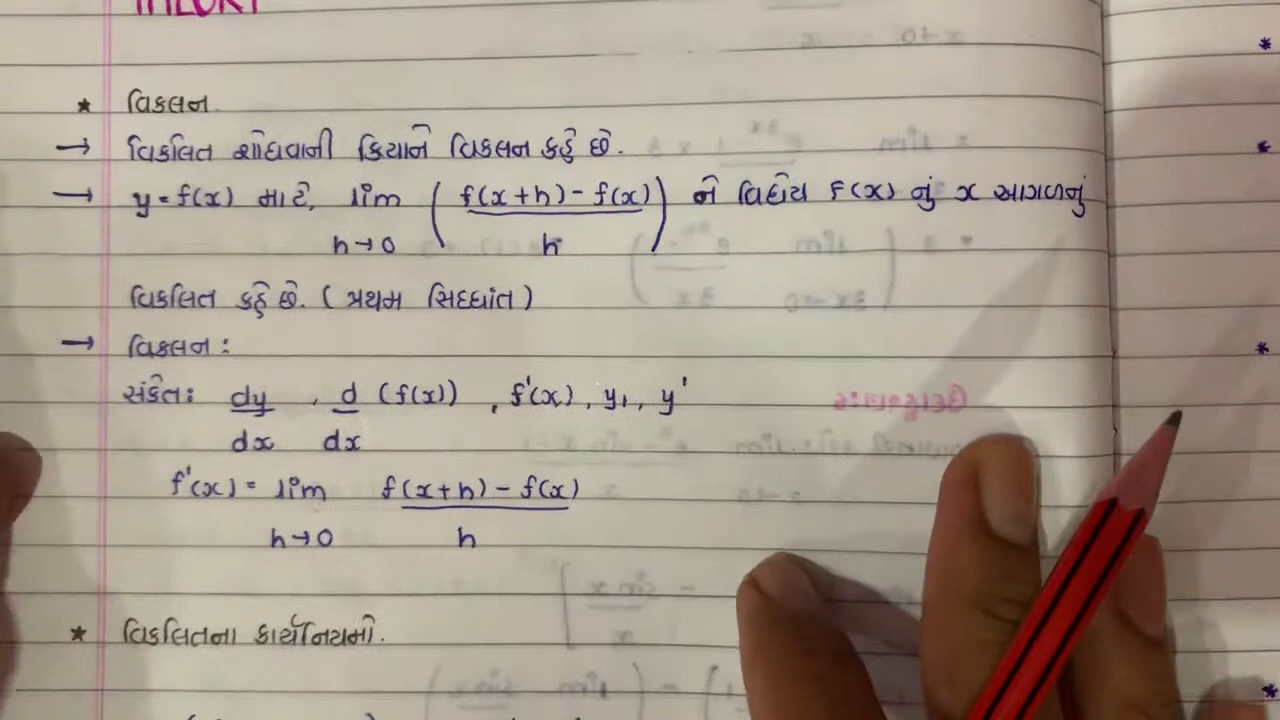 THEORY
* વિકલન.
→ વિકલિત શોધવાની ક્રિયાને વિકલન કહે છે.
→ y = f(x) માટે, lim h→0 ( f(x+h) - f(x) / h ) ને વિધેય f(x) નું x આગળનું
વિકલિત કહે છે. ( પ્રથમ સિધ્ધાંત )
→ વિકલન :
સંકેત: dy/dx , d/dx (f(x)) , f'(x) , y₁ , y'
f'(x) = lim h→0 f(x+h) - f(x) / h
* વિકલિતના કાર્યનિયમો.